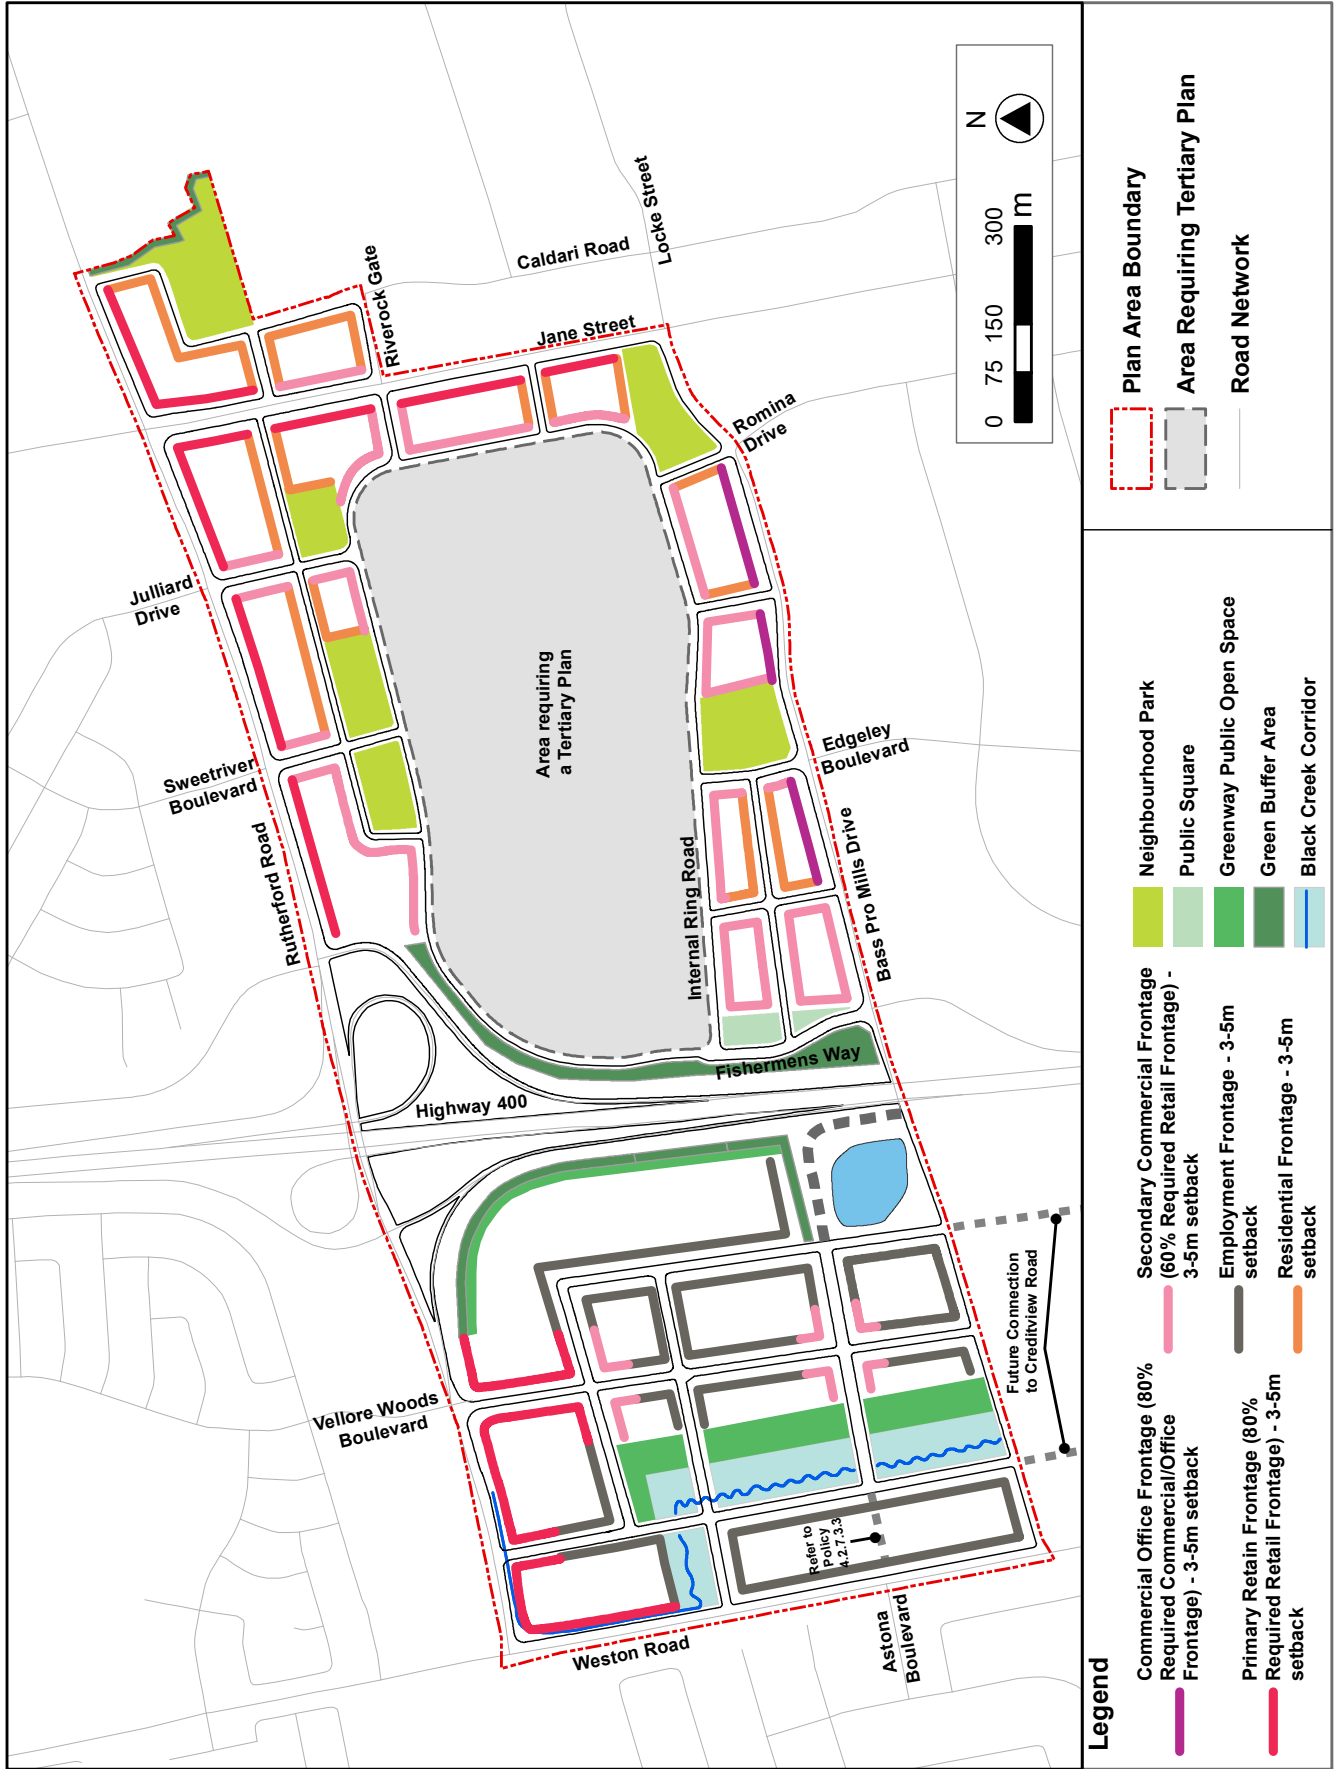 Rutherford Road
Julliard
Drive
Sweetriver
Boulevard
Vellore Woods
Boulevard
Highway 400
Weston Road
Astona
Boulevard
Refer to
Policy
4.2.7.3.3
Future Connection
to Creditview Road
Fishermens Way
Internal Ring Road
Area requiring
a Tertiary Plan
Bass Pro Mills Drive
Edgeley
Boulevard
Romina
Drive
Jane Street
Riverock Gate
Caldari Road
Locke Street
N
0 75 150 300
m
Legend
Commercial Office Frontage (80%
Required Commercial/Office
Frontage) - 3-5m setback
Primary Retain Frontage (80%
Required Retail Frontage) - 3-5m
setback
Secondary Commercial Frontage
(60% Required Retail Frontage) -
3-5m setback
Employment Frontage - 3-5m
setback
Residential Frontage - 3-5m
setback
Neighbourhood Park
Public Square
Greenway Public Open Space
Green Buffer Area
Black Creek Corridor
Plan Area Boundary
Area Requiring Tertiary Plan
Road Network